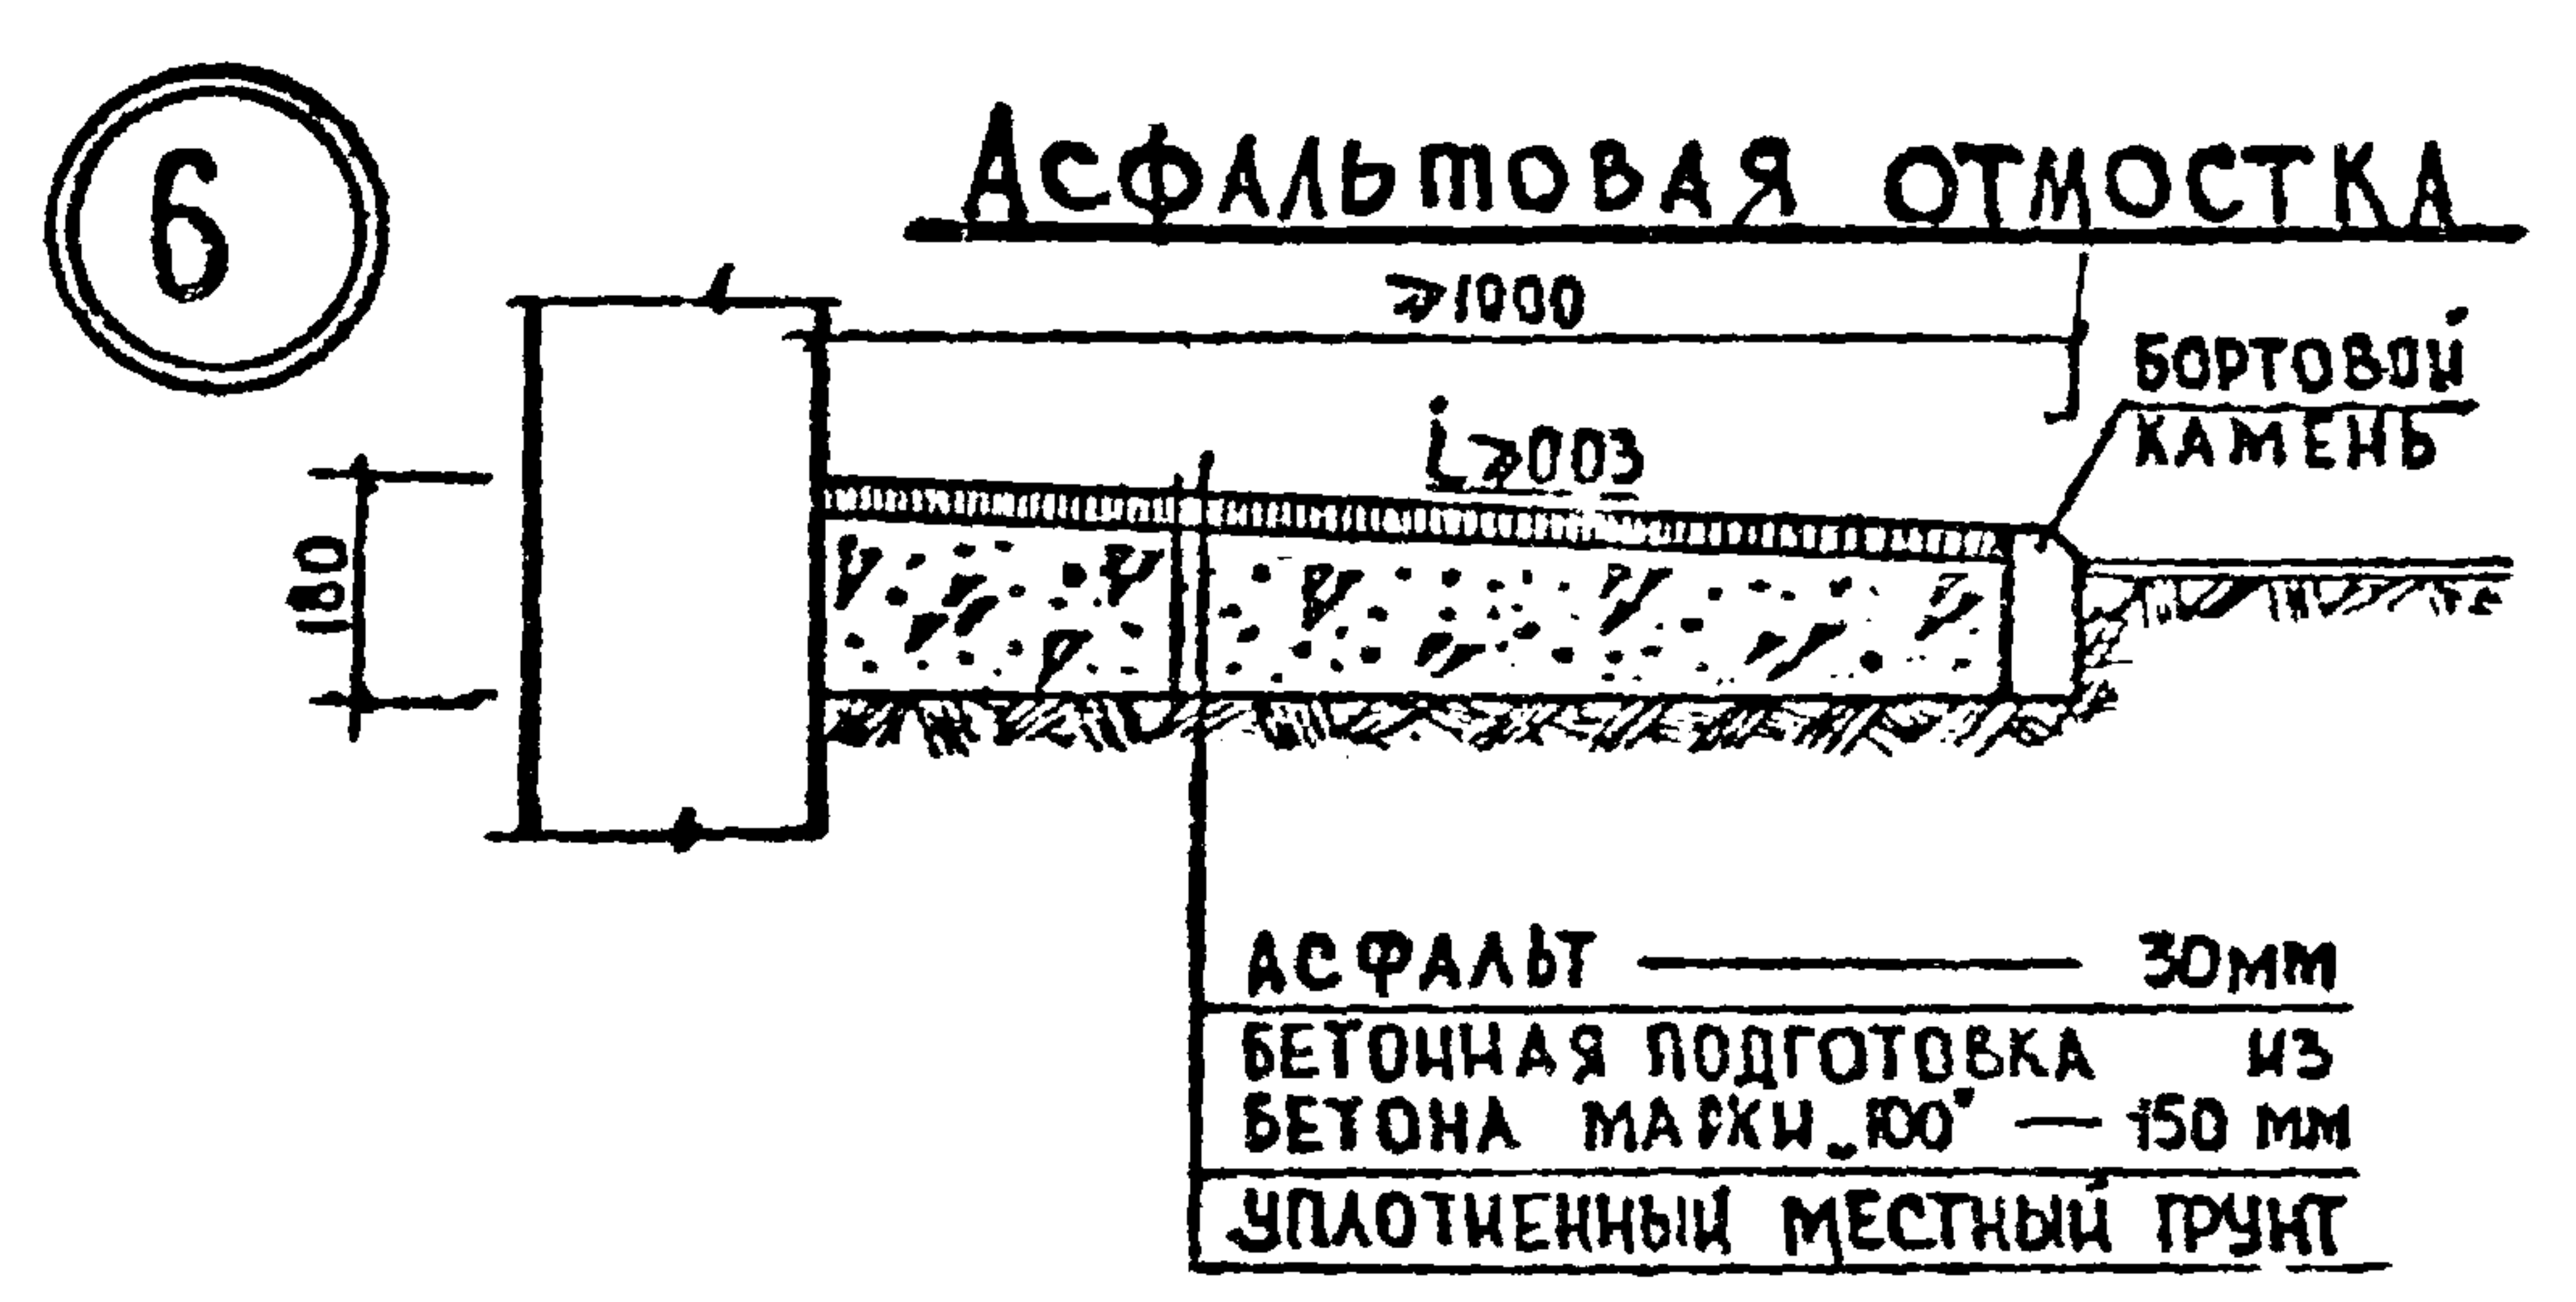 6
Асфальтовая отмостка
⩾1000
БОРТОВОЙ
КАМЕНЬ
i⩾003
180
АСФАЛЬТ — 30мм
БЕТОННАЯ ПОДГОТОВКА ИЗ
БЕТОНА МАРКИ „100" — 150 мм
УПЛОТНЕННЫЙ МЕСТНЫЙ ГРУНТ